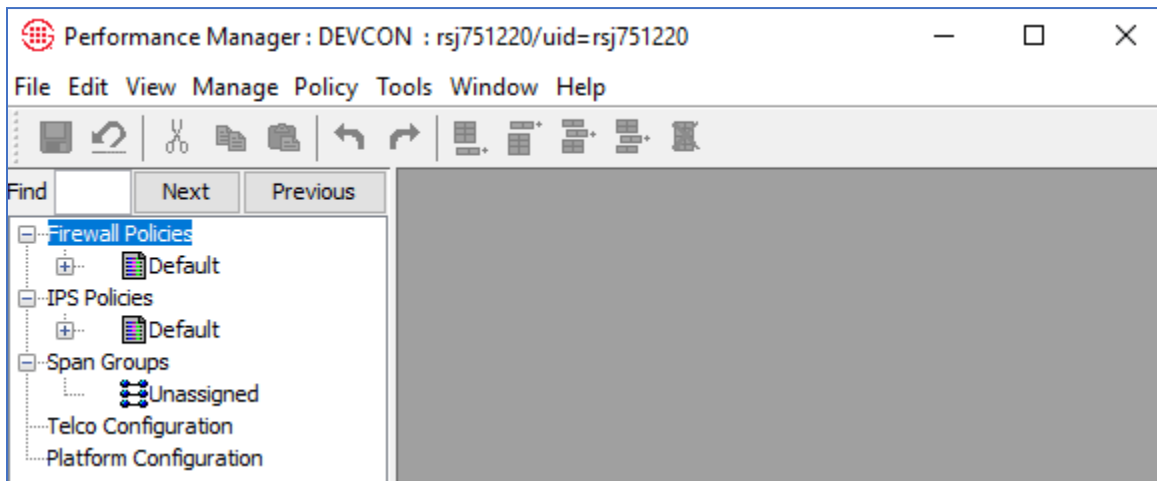 Performance Manager : DEVCON : rsj751220/uid=rsj751220
File Edit View Manage Policy Tools Window Help
Find Next Previous
Firewall Policies
Default
IPS Policies
Default
Span Groups
Unassigned
Telco Configuration
Platform Configuration